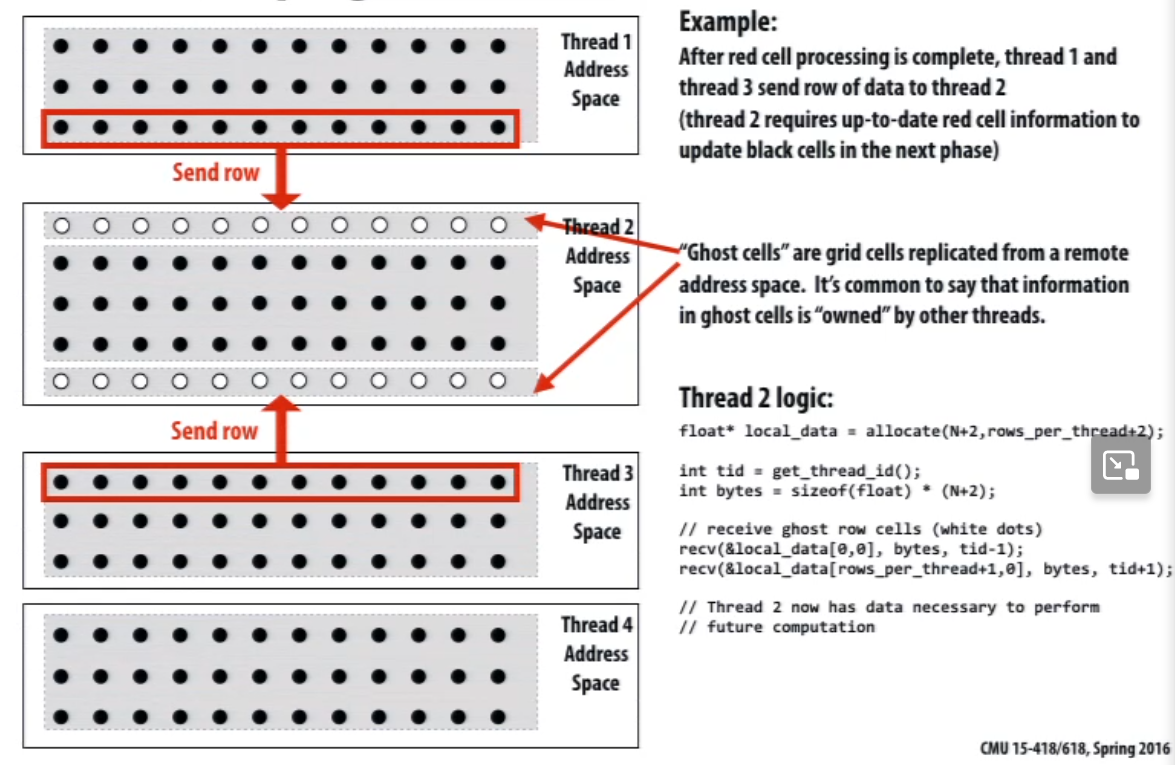 Thread 1
Address
Space
Send row
Thread 2
Address
Space
Send row
Thread 3
Address
Space
Thread 4
Address
Space
Example:
After red cell processing is complete, thread 1 and
thread 3 send row of data to thread 2
(thread 2 requires up-to-date red cell information to
update black cells in the next phase)
“Ghost cells” are grid cells replicated from a remote
address space.  It’s common to say that information
in ghost cells is “owned” by other threads.
Thread 2 logic:
float* local_data = allocate(N+2,rows_per_thread+2);
int tid = get_thread_id();
int bytes = sizeof(float) * (N+2);
// receive ghost row cells (white dots)
recv(&local_data[0,0], bytes, tid-1);
recv(&local_data[rows_per_thread+1,0], bytes, tid+1);
// Thread 2 now has data necessary to perform
// future computation
CMU 15-418/618, Spring 2016